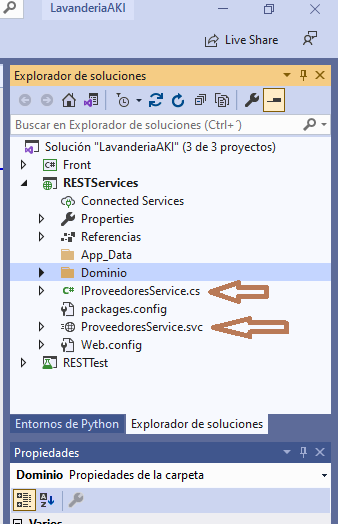 LavanderiaAKI
Live Share
Explorador de soluciones
Buscar en Explorador de soluciones (Ctrl+´)
Solución "LavanderiaAKI" (3 de 3 proyectos)
Front
RESTServices
Connected Services
Properties
Referencias
App_Data
Dominio
IProveedoresService.cs
packages.config
ProveedoresService.svc
Web.config
RESTTest
Entornos de Python Explorador de soluciones
Propiedades
Dominio Propiedades de la carpeta
Varios